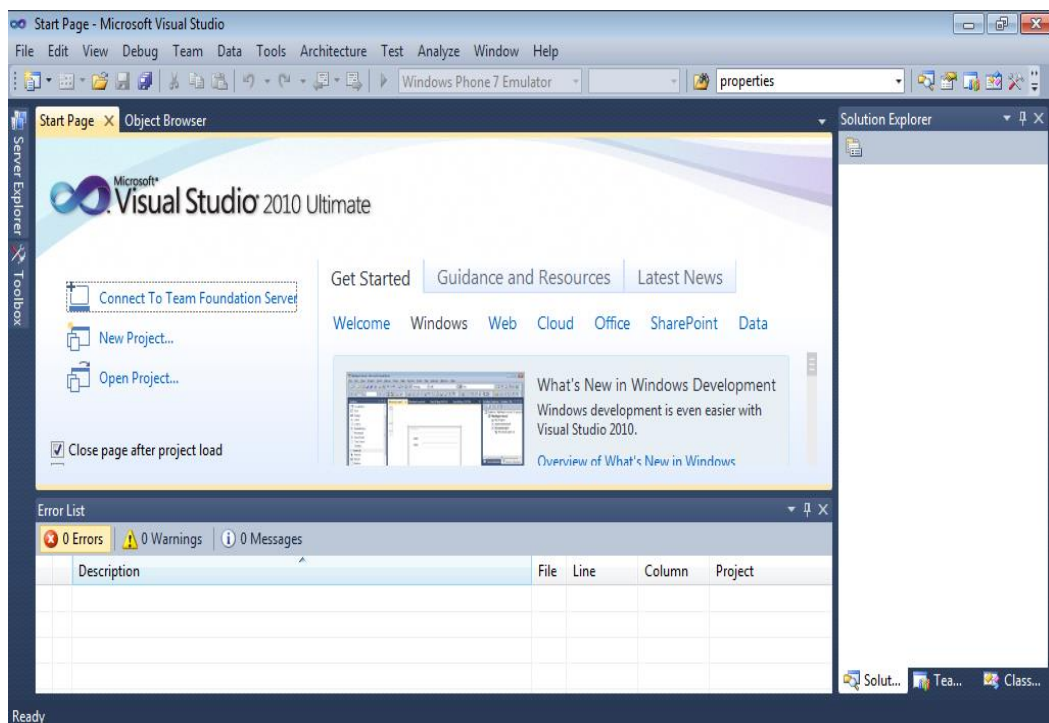 Start Page - Microsoft Visual Studio
File Edit View Debug Team Data Tools Architecture Test Analyze Window Help
Windows Phone 7 Emulator properties
Start Page Object Browser
Solution Explorer
Server Explorer
Toolbox
Microsoft
Visual Studio 2010 Ultimate
Connect To Team Foundation Server
New Project...
Open Project...
Close page after project load
Get Started Guidance and Resources Latest News
Welcome Windows Web Cloud Office SharePoint Data
What's New in Windows Development
Windows development is even easier with
Visual Studio 2010.
Overview of What's New in Windows
Error List
0 Errors 0 Warnings 0 Messages
Description File Line Column Project
Solut... Tea... Class...
Ready